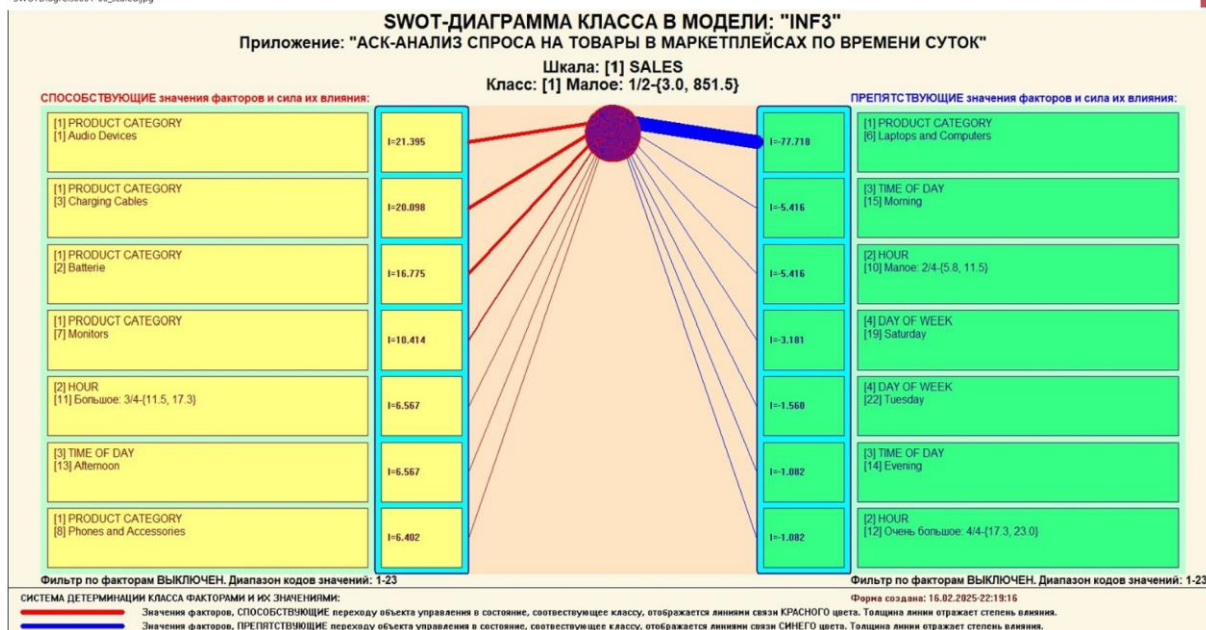 SWOT-ДИАГРАММА КЛАССА В МОДЕЛИ: "INF3"
Приложение: "АСК-АНАЛИЗ СПРОСА НА ТОВАРЫ В МАРКЕТПЛЕЙСАХ ПО ВРЕМЕНИ СУТОК"
Шкала: [1] SALES
Класс: [1] Малое: 1/2-{3.0, 851.5}
СПОСОБСТВУЮЩИЕ значения факторов и сила их влияния:
[1] PRODUCT CATEGORY
[1] Audio Devices
I=21.395
[1] PRODUCT CATEGORY
[3] Charging Cables
I=20.098
[1] PRODUCT CATEGORY
[2] Batterie
I=16.775
[1] PRODUCT CATEGORY
[7] Monitors
I=10.414
[2] HOUR
[11] Большое: 3/4-{11.5, 17.3}
I=6.567
[3] TIME OF DAY
[13] Afternoon
I=6.567
[1] PRODUCT CATEGORY
[8] Phones and Accessories
I=6.402
Фильтр по факторам ВЫКЛЮЧЕН. Диапазон кодов значений: 1-23
ПРЕПЯТСТВУЮЩИЕ значения факторов и сила их влияния:
I=-77.718
[1] PRODUCT CATEGORY
[6] Laptops and Computers
I=-5.416
[3] TIME OF DAY
[15] Morning
I=-5.416
[2] HOUR
[10] Малое: 2/4-{5.8, 11.5}
I=-3.181
[4] DAY OF WEEK
[19] Saturday
I=-1.560
[4] DAY OF WEEK
[22] Tuesday
I=-1.082
[3] TIME OF DAY
[14] Evening
I=-1.082
[2] HOUR
[12] Очень большое: 4/4-{17.3, 23.0}
Фильтр по факторам ВЫКЛЮЧЕН. Диапазон кодов значений: 1-23
СИСТЕМА ДЕТЕРМИНАЦИИ КЛАССА ФАКТОРАМИ И ИХ ЗНАЧЕНИЯМИ:
Форма создана: 16.02.2025-22:19:16
Значения факторов, СПОСОБСТВУЮЩИЕ переходу объекта управления в состояние, соотвествующее классу, отображается линиями связи КРАСНОГО цвета. Толщина линии отражает степень влияния.
Значения факторов, ПРЕПЯТСТВУЮЩИЕ переходу объекта управления в состояние, соотвествующее классу, отображается линиями связи СИНЕГО цвета. Толщина линии отражает степень влияния.